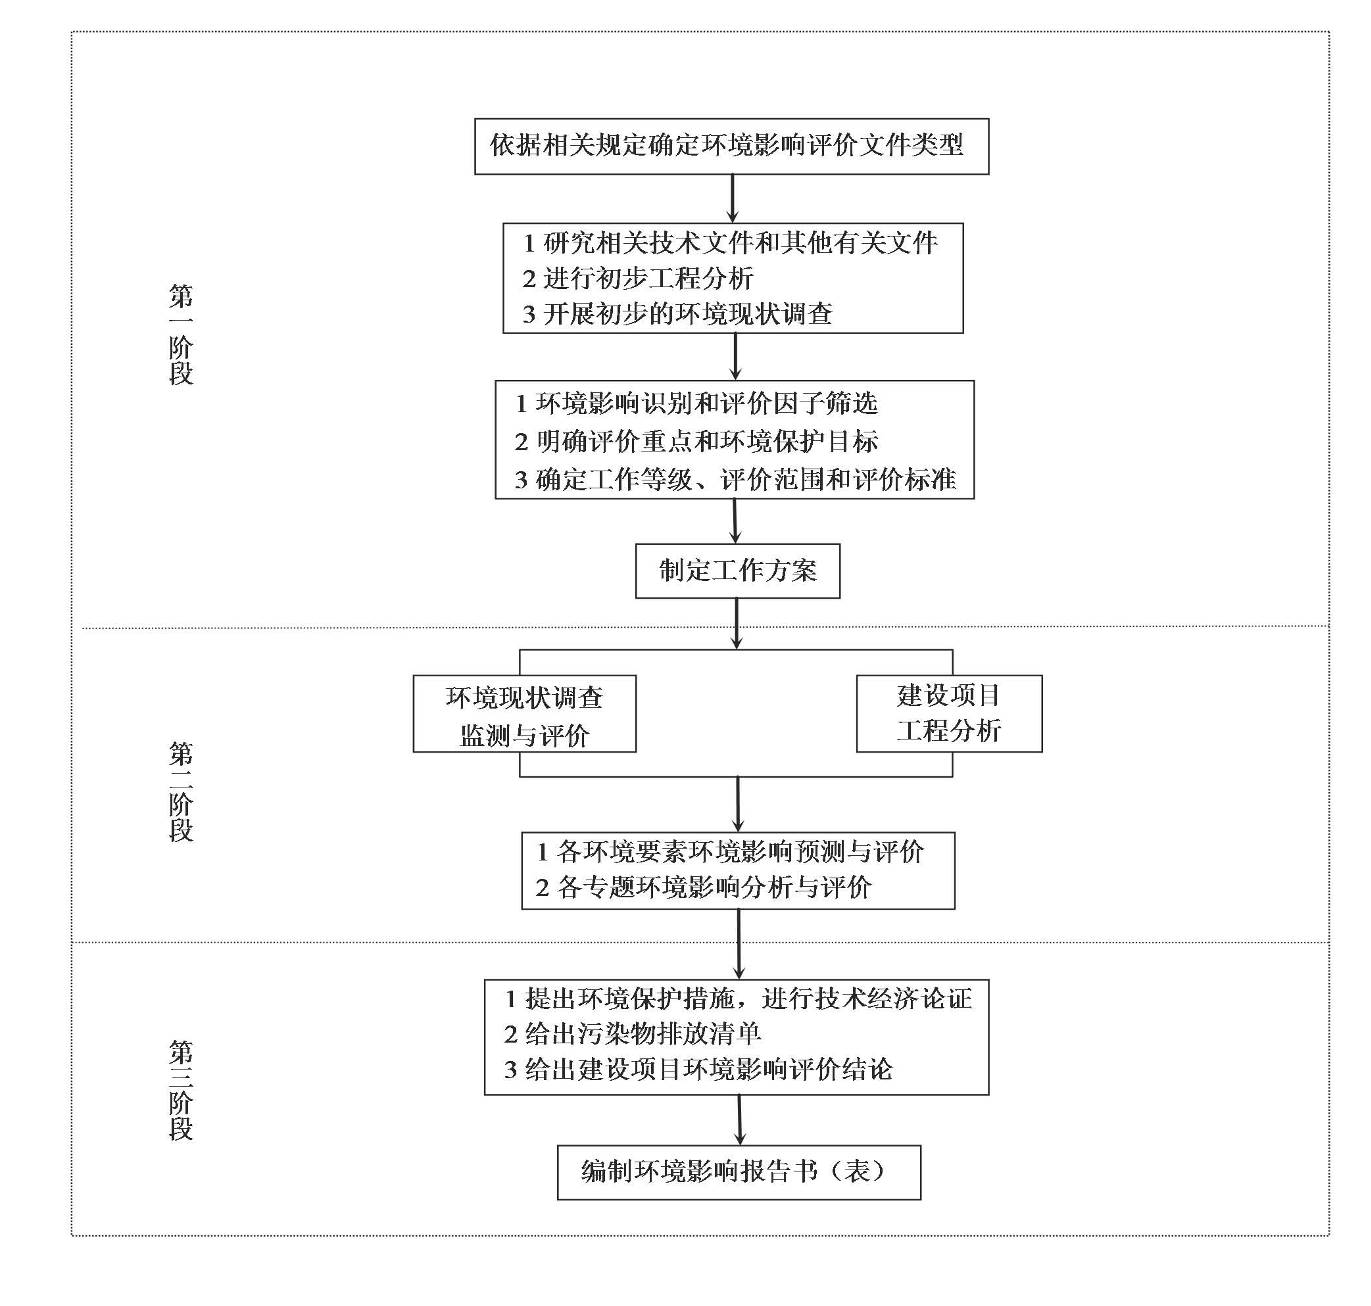 依据相关规定确定环境影响评价文件类型
1 研究相关技术文件和其他有关文件
2 进行初步工程分析
3 开展初步的环境现状调查
第一阶段
1 环境影响识别和评价因子筛选
2 明确评价重点和环境保护目标
3 确定工作等级、评价范围和评价标准
制定工作方案
环境现状调查
监测与评价
建设项目
工程分析
第二阶段
1 各环境要素环境影响预测与评价
2 各专题环境影响分析与评价
1 提出环境保护措施，进行技术经济论证
2 给出污染物排放清单
3 给出建设项目环境影响评价结论
第三阶段
编制环境影响报告书（表）